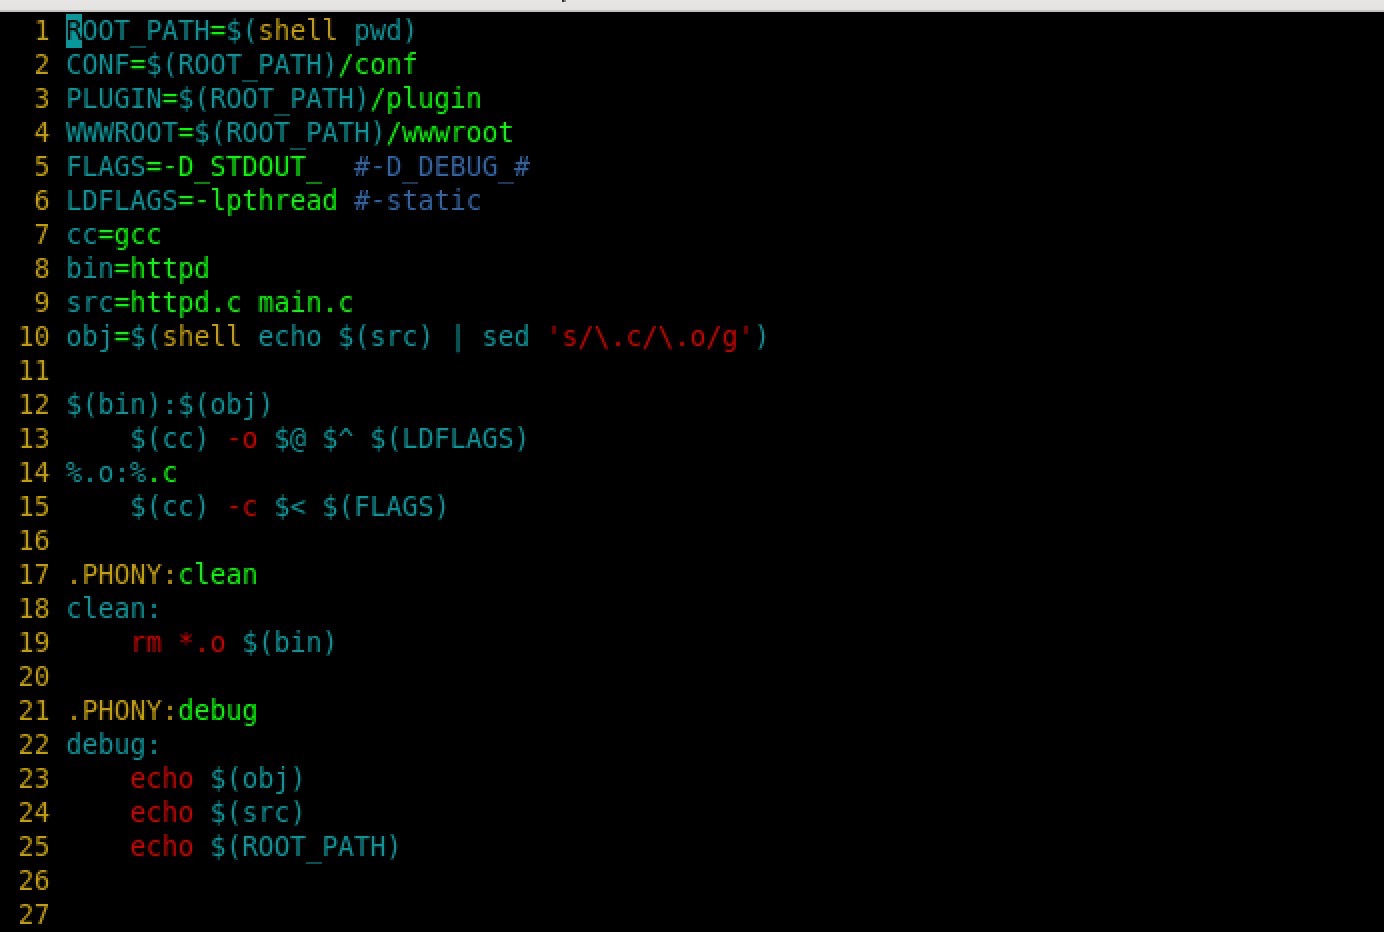 1 ROOT_PATH=$(shell pwd)
2 CONF=$(ROOT_PATH)/conf
3 PLUGIN=$(ROOT_PATH)/plugin
4 WWWROOT=$(ROOT_PATH)/wwwroot
5 FLAGS=-D_STDOUT_  #-D_DEBUG_#
6 LDFLAGS=-lpthread #-static
7 cc=gcc
8 bin=httpd
9 src=httpd.c main.c
10 obj=$(shell echo $(src) | sed 's/\.c/\.o/g')
11
12 $(bin):$(obj)
13     $(cc) -o $@ $^ $(LDFLAGS)
14 %.o:%.c
15     $(cc) -c $< $(FLAGS)
16
17 .PHONY:clean
18 clean:
19     rm *.o $(bin)
20
21 .PHONY:debug
22 debug:
23     echo $(obj)
24     echo $(src)
25     echo $(ROOT_PATH)
26
27